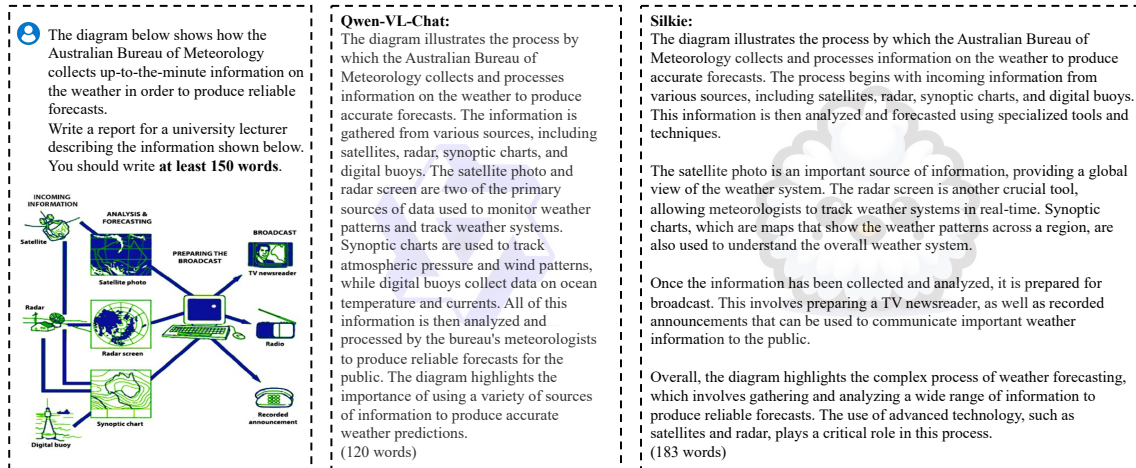 The diagram below shows how the
Australian Bureau of Meteorology
collects up-to-the-minute information on
the weather in order to produce reliable
forecasts.
Write a report for a university lecturer
describing the information shown below.
You should write at least 150 words.
INCOMING
INFORMATION
Satellite
Radar
Digital buoy
ANALYSIS &
FORECASTING
Satellite photo
Radar screen
Synoptic chart
PREPARING THE
BROADCAST
BROADCAST
TV newsreader
Radio
Recorded
announcement
Qwen-VL-Chat:
The diagram illustrates the process by
which the Australian Bureau of
Meteorology collects and processes
information on the weather to produce
accurate forecasts. The information is
gathered from various sources, including
satellites, radar, synoptic charts, and
digital buoys. The satellite photo and
radar screen are two of the primary
sources of data used to monitor weather
patterns and track weather systems.
Synoptic charts are used to track
atmospheric pressure and wind patterns,
while digital buoys collect data on ocean
temperature and currents. All of this
information is then analyzed and
processed by the bureau's meteorologists
to produce reliable forecasts for the
public. The diagram highlights the
importance of using a variety of sources
of information to produce accurate
weather predictions.
(120 words)
Silkie:
The diagram illustrates the process by which the Australian Bureau of
Meteorology collects and processes information on the weather to produce
accurate forecasts. The process begins with incoming information from
various sources, including satellites, radar, synoptic charts, and digital buoys.
This information is then analyzed and forecasted using specialized tools and
techniques.
The satellite photo is an important source of information, providing a global
view of the weather system. The radar screen is another crucial tool,
allowing meteorologists to track weather systems in real-time. Synoptic
charts, which are maps that show the weather patterns across a region, are
also used to understand the overall weather system.
Once the information has been collected and analyzed, it is prepared for
broadcast. This involves preparing a TV newsreader, as well as recorded
announcements that can be used to communicate important weather
information to the public.
Overall, the diagram highlights the complex process of weather forecasting,
which involves gathering and analyzing a wide range of information to
produce reliable forecasts. The use of advanced technology, such as
satellites and radar, plays a critical role in this process.
(183 words)